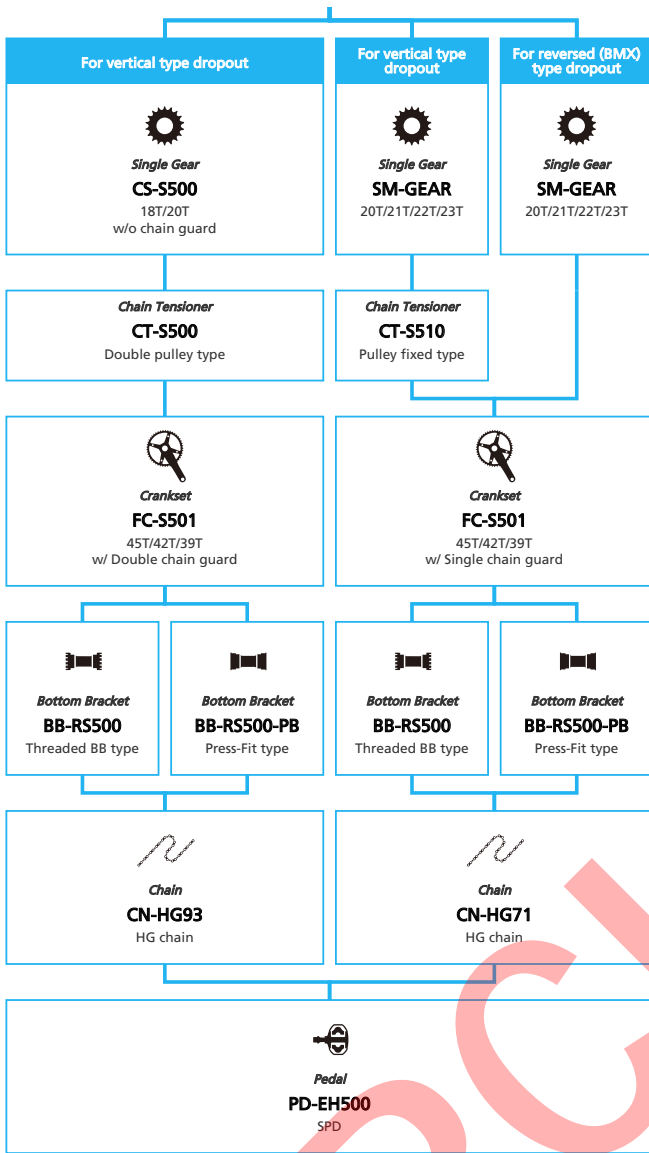 For vertical type dropout
For vertical type
dropout
For reversed (BMX)
type dropout
Single Gear
CS-S500
18T/20T
w/o chain guard
Single Gear
SM-GEAR
20T/21T/22T/23T
Single Gear
SM-GEAR
20T/21T/22T/23T
Chain Tensioner
CT-S500
Double pulley type
Chain Tensioner
CT-S510
Pulley fixed type
Crankset
FC-S501
45T/42T/39T
w/ Double chain guard
Crankset
FC-S501
45T/42T/39T
w/ Single chain guard
Bottom Bracket
BB-RS500
Threaded BB type
Bottom Bracket
BB-RS500-PB
Press-Fit type
Bottom Bracket
BB-RS500
Threaded BB type
Bottom Bracket
BB-RS500-PB
Press-Fit type
Chain
CN-HG93
HG chain
Chain
CN-HG71
HG chain
Pedal
PD-EH500
SPD